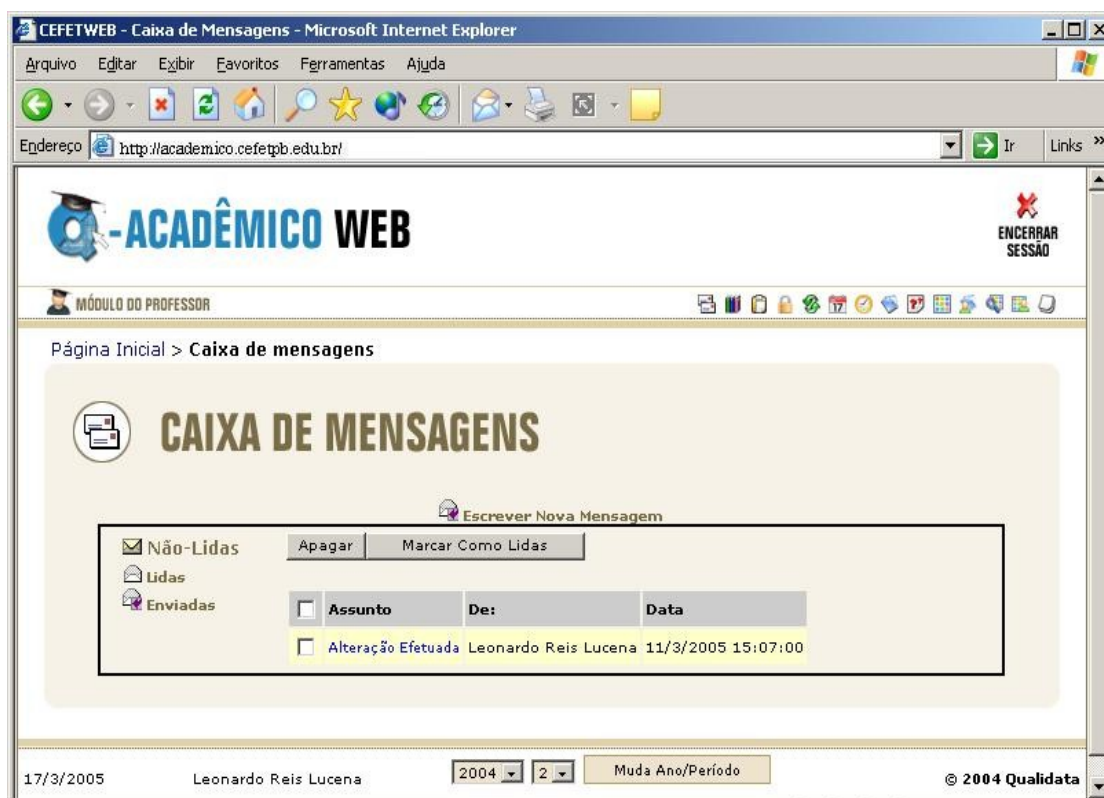 CEFETWEB - Caixa de Mensagens - Microsoft Internet Explorer
Arquivo Editar Exibir Favoritos Ferramentas Ajuda
Endereço http://academico.cefetpb.edu.br/ Ir Links »
Q-ACADÊMICO WEB
ENCERRAR
SESSÃO
MÓDULO DO PROFESSOR
17
Página Inicial > Caixa de mensagens
CAIXA DE MENSAGENS
Escrever Nova Mensagem
Não-Lidas Apagar Marcar Como Lidas
Lidas
Enviadas Assunto De: Data
Alteração Efetuada Leonardo Reis Lucena 11/3/2005 15:07:00
17/3/2005 Leonardo Reis Lucena 2004 2 Muda Ano/Período © 2004 Qualidata